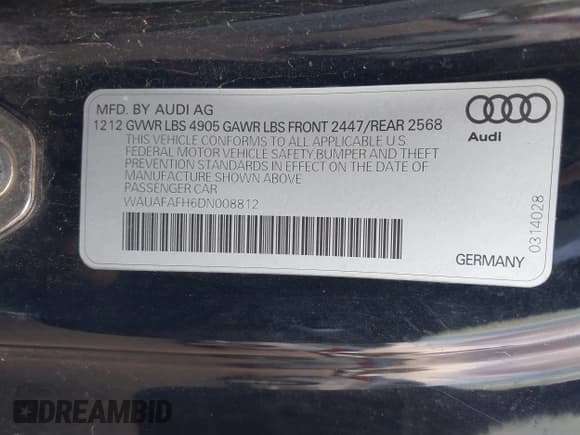 MFD. BY AUDI AG
1212 GVWR LBS 4905 GAWR LBS FRONT 2447/REAR 2568
THIS VEHICLE CONFORMS TO ALL APPLICABLE U.S.
FEDERAL MOTOR VEHICLE SAFETY, BUMPER AND THEFT
PREVENTION STANDARDS IN EFFECT ON THE DATE OF
MANUFACTURE SHOWN ABOVE
PASSENGER CAR
WAUAFAFH6DN008812
Audi
0314028
GERMANY
DREAMBID